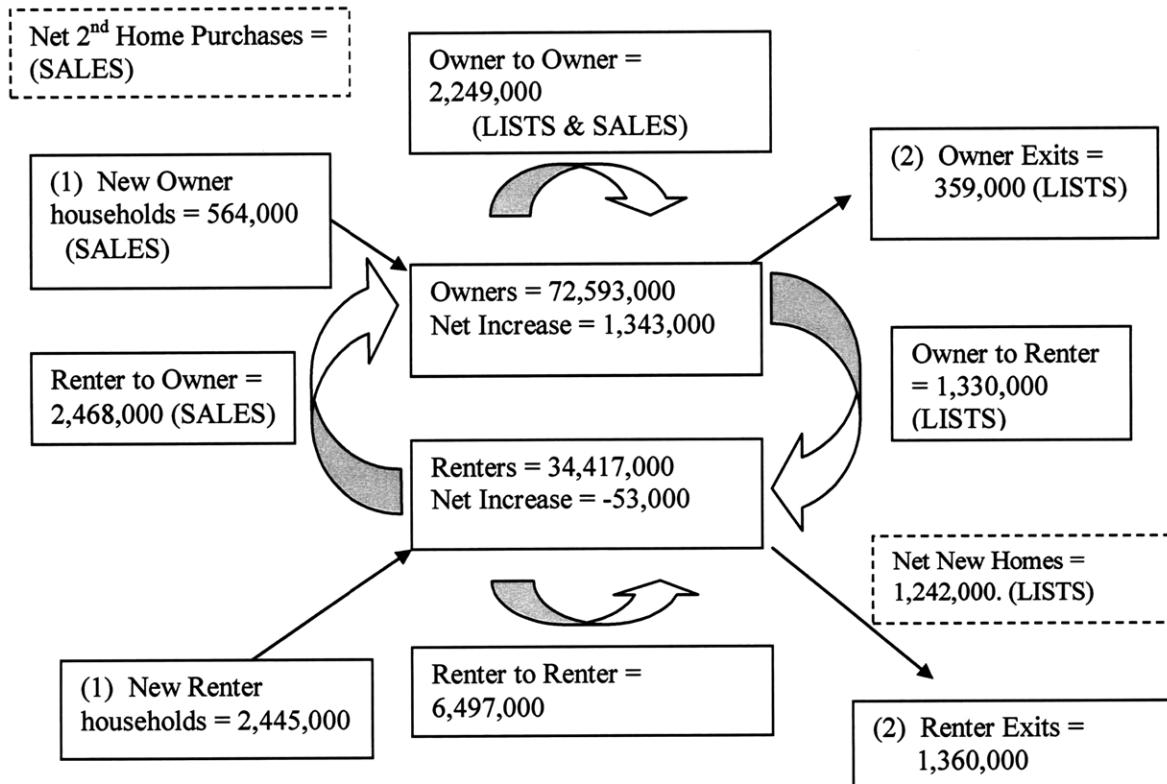 Net 2nd Home Purchases =
(SALES)
Owner to Owner =
2,249,000
(LISTS & SALES)
(1) New Owner
households = 564,000
(SALES)
(2) Owner Exits =
359,000 (LISTS)
Owners = 72,593,000
Net Increase = 1,343,000
Renter to Owner =
2,468,000 (SALES)
Owner to Renter
= 1,330,000
(LISTS)
Renters = 34,417,000
Net Increase = -53,000
Net New Homes =
1,242,000. (LISTS)
(1) New Renter
households = 2,445,000
Renter to Renter =
6,497,000
(2) Renter Exits =
1,360,000